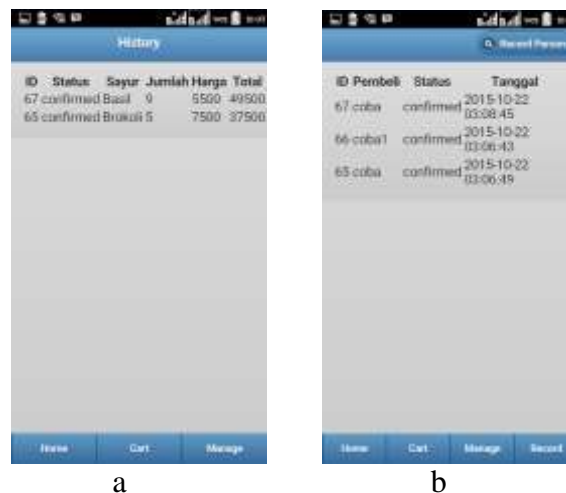 History
ID Status Sayur Jumlah Harga Total
67 confirmed Basil 9 5500 49500
65 confirmed Brokoli 5 7500 37500
Home Cart Manage
a
Record
ID Pembeli Status Tanggal
67 coba confirmed 2015-10-22
03:08:45
66 coba1 confirmed 2015-10-22
03:06:43
65 coba confirmed 2015-10-22
03:06:49
Home Cart Manage Record
b